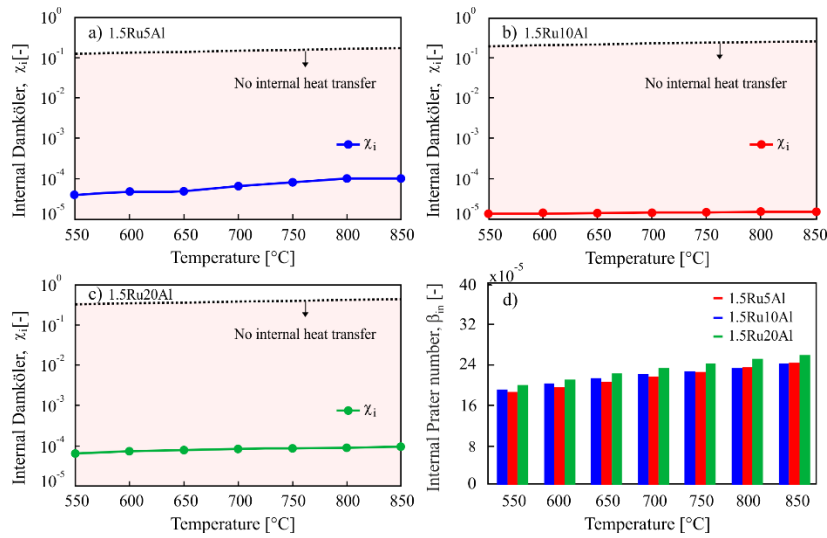 a) 1.5Ru5Al
Internal Damköler, χi[-]
10^0
10^-1
10^-2
10^-3
10^-4
10^-5
No internal heat transfer
χi
550 600 650 700 750 800 850
Temperature [°C]
b) 1.5Ru10Al
Internal Damköler, χi[-]
10^0
10^-1
10^-2
10^-3
10^-4
10^-5
No internal heat transfer
χi
550 600 650 700 750 800 850
Temperature [°C]
c) 1.5Ru20Al
Internal Damköler, χi[-]
10^0
10^-1
10^-2
10^-3
10^-4
10^-5
No internal heat transfer
χi
550 600 650 700 750 800 850
Temperature [°C]
x10^-5
d)
Internal Prater number, βin [-]
40
32
24
16
8
0
1.5Ru5Al
1.5Ru10Al
1.5Ru20Al
550 600 650 700 750 800 850
Temperature [°C]